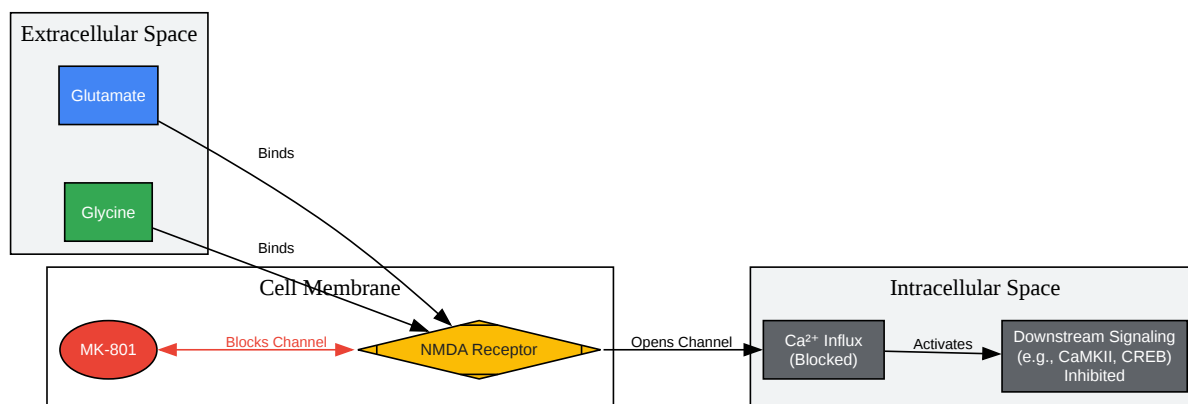 Extracellular Space
Glutamate
Binds
Glycine
Binds
Cell Membrane
MK-801
Blocks Channel
NMDA Receptor
Opens Channel
Intracellular Space
Ca²⁺ Influx
(Blocked)
Activates
Downstream Signaling
(e.g., CaMKII, CREB)
Inhibited